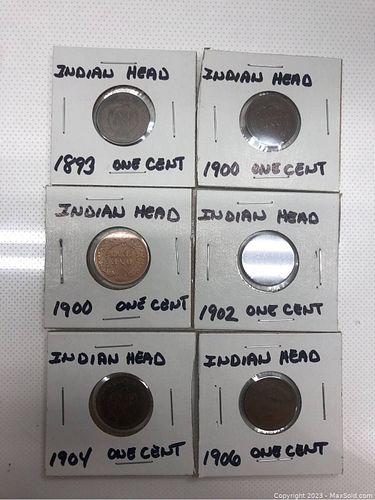 INDIAN HEAD
1893 ONE CENT
INDIAN HEAD
1900 ONE CENT
INDIAN HEAD
1900 ONE CENT
INDIAN HEAD
1902 ONE CENT
INDIAN HEAD
1904 ONE CENT
INDIAN HEAD
1906 ONE CENT
Copyright 2023 - MaxSold.com